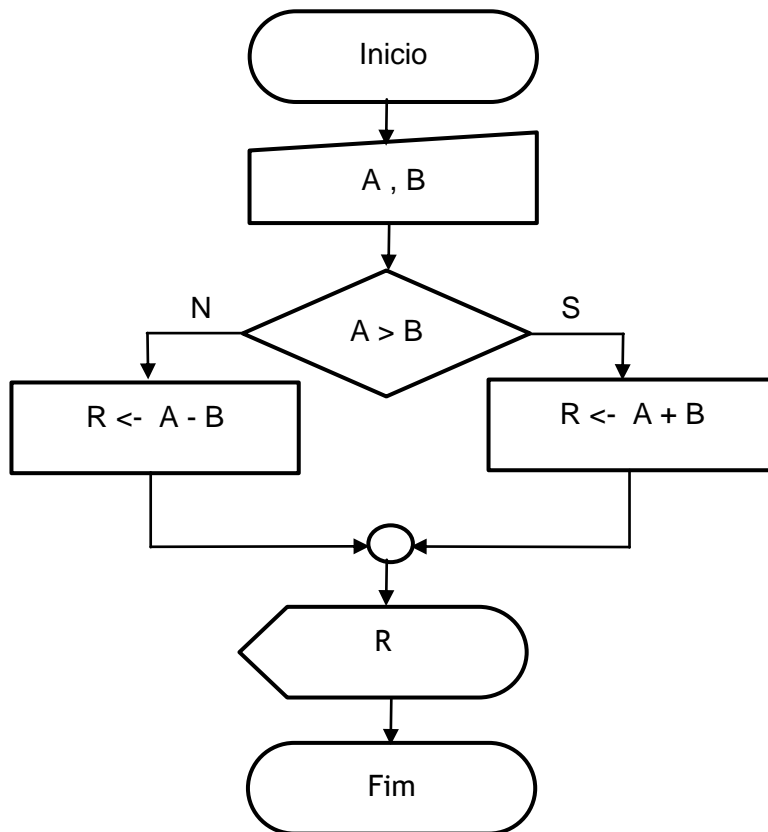 Inicio
A , B
N
A > B
S
R <- A - B
R <- A + B
R
Fim